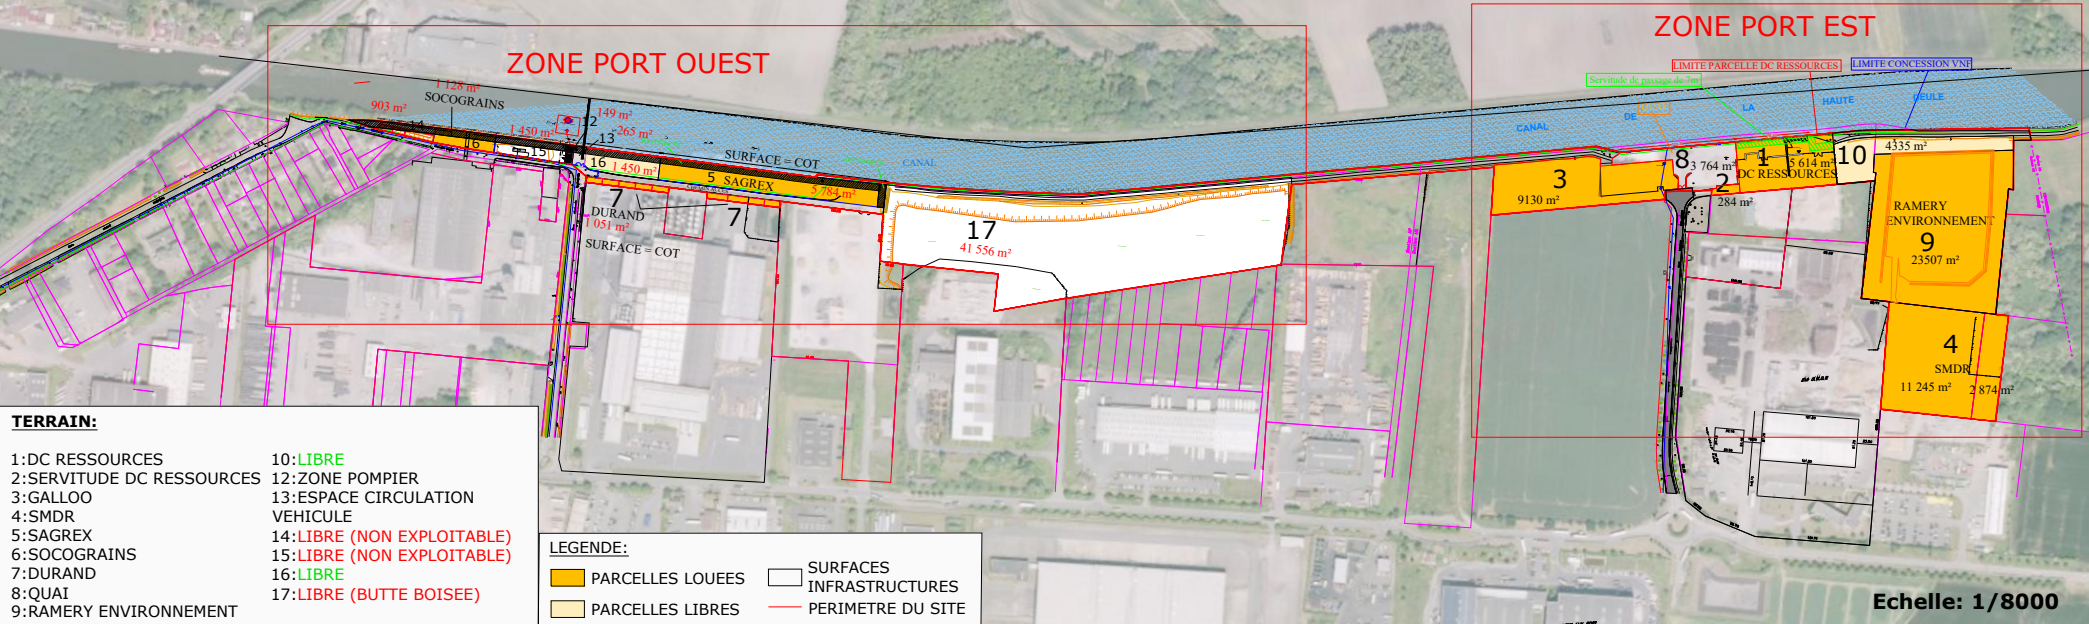 ZONE PORT OUEST
ZONE PORT EST
LIMITE PARCELLE DC RESSOURCES
LIMITE CONCESSION VNF
Servitude de passage de 7m
1 128 m²
SOCOGRAINS
903 m²
14
6
1 450 m²
15
149 m²
12
265 m²
13
16
1 450 m²
SURFACE = COT
5 SAGREX
5 784 m²
CANAL
7
DURAND
1 051 m²
SURFACE = COT
7
17
41 556 m²
CANAL
DE
LA
HAUTE
DEULE
3
9130 m²
8
3 764 m²
2
284 m²
1
5 614 m²
DC RESSOURCES
10
4335 m²
RAMERY
ENVIRONNEMENT
9
23507 m²
4
SMDR
11 245 m²
2 874 m²
TERRAIN:
1:DC RESSOURCES
2:SERVITUDE DC RESSOURCES
3:GALLOO
4:SMDR
5:SAGREX
6:SOCOGRAINS
7:DURAND
8:QUAI
9:RAMERY ENVIRONNEMENT
10:LIBRE
12:ZONE POMPIER
13:ESPACE CIRCULATION
VEHICULE
14:LIBRE (NON EXPLOITABLE)
15:LIBRE (NON EXPLOITABLE)
16:LIBRE
17:LIBRE (BUTTE BOISEE)
LEGENDE:
PARCELLES LOUEES
PARCELLES LIBRES
SURFACES
INFRASTRUCTURES
PERIMETRE DU SITE
Echelle: 1/8000